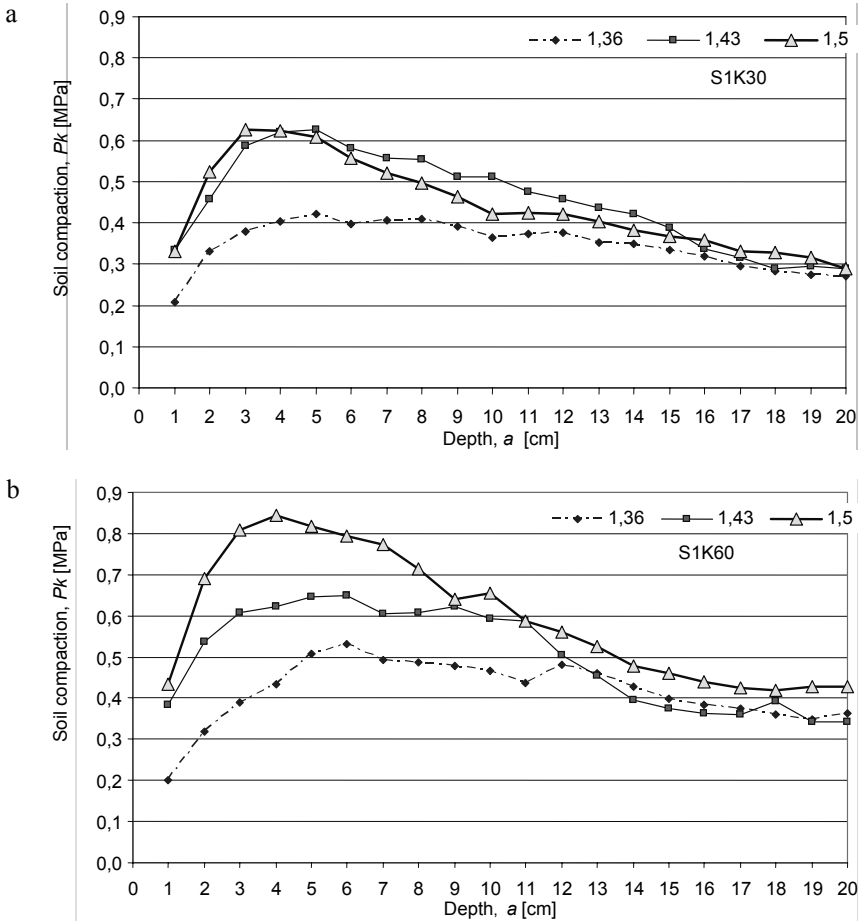 a
0,9
0,8
0,7
0,6
0,5
0,4
0,3
0,2
0,1
0,0
Soil compaction, Pk [MPa]
1,36 1,43 1,5
S1K30
0 1 2 3 4 5 6 7 8 9 10 11 12 13 14 15 16 17 18 19 20
Depth, a [cm]
b
0,9
0,8
0,7
0,6
0,5
0,4
0,3
0,2
0,1
0,0
Soil compaction, Pk [MPa]
1,36 1,43 1,5
S1K60
0 1 2 3 4 5 6 7 8 9 10 11 12 13 14 15 16 17 18 19 20
Depth, a [cm]